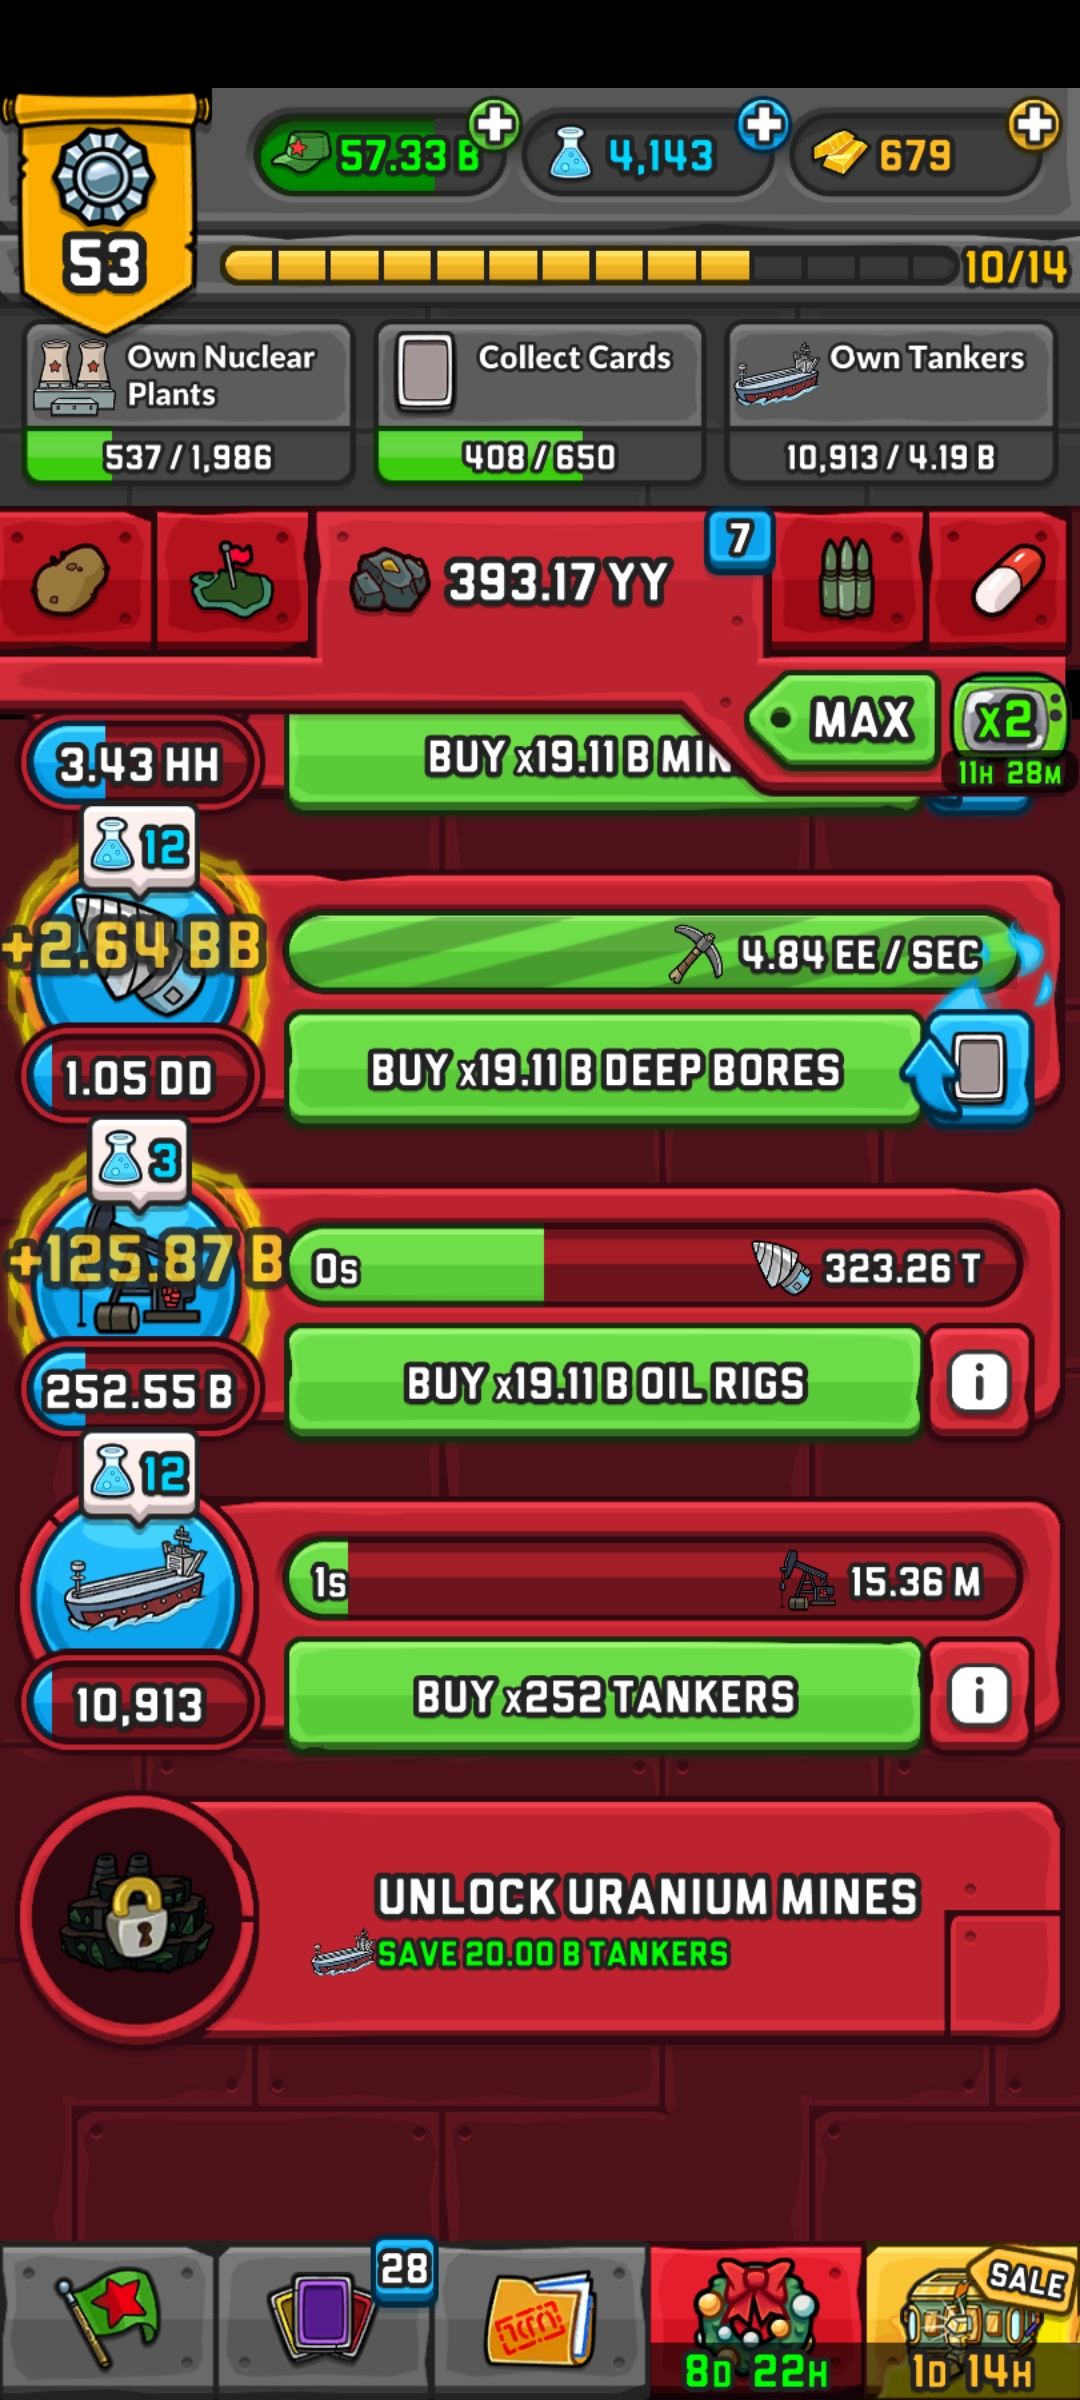 57.33 B
4,143
679
53
10/14
Own Nuclear
Plants
Collect Cards
Own Tankers
537 / 1,986
408 / 650
10,913 / 4.19 B
7
393.17 YY
MAX
x2
11H 28M
3.43 HH
BUY x19.11 B MIN
12
+2.64 BB
4.84 EE / SEC
1.05 DD
BUY x19.11 B DEEP BORES
3
+125.87 B
0s
323.26 T
252.55 B
BUY x19.11 B OIL RIGS
i
12
1s
15.36 M
10,913
BUY x252 TANKERS
i
UNLOCK URANIUM MINES
SAVE 20.00 B TANKERS
28
SALE
8D 22H
1D 14H